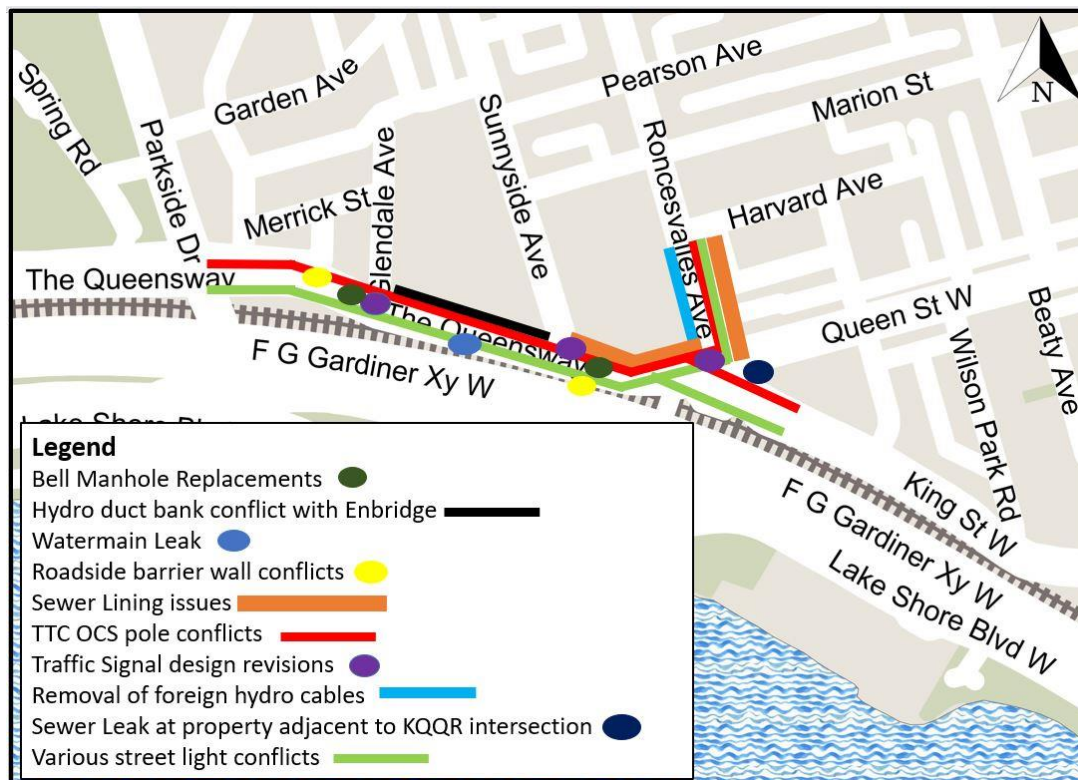 Spring Rd
Parkside Dr
Garden Ave
Merrick St
Glendale Ave
Sunnyside Ave
Pearson Ave
Roncesvalles Ave
Marion St
Harvard Ave
N
The Queensway
The Queensway
Queen St W
Beaty Ave
Wilson Park Rd
F G Gardiner Xy W
King St W
F G Gardiner Xy W
Lake Shore Blvd W
Legend
Bell Manhole Replacements
Hydro duct bank conflict with Enbridge
Watermain Leak
Roadside barrier wall conflicts
Sewer Lining issues
TTC OCS pole conflicts
Traffic Signal design revisions
Removal of foreign hydro cables
Sewer Leak at property adjacent to KQQR intersection
Various street light conflicts